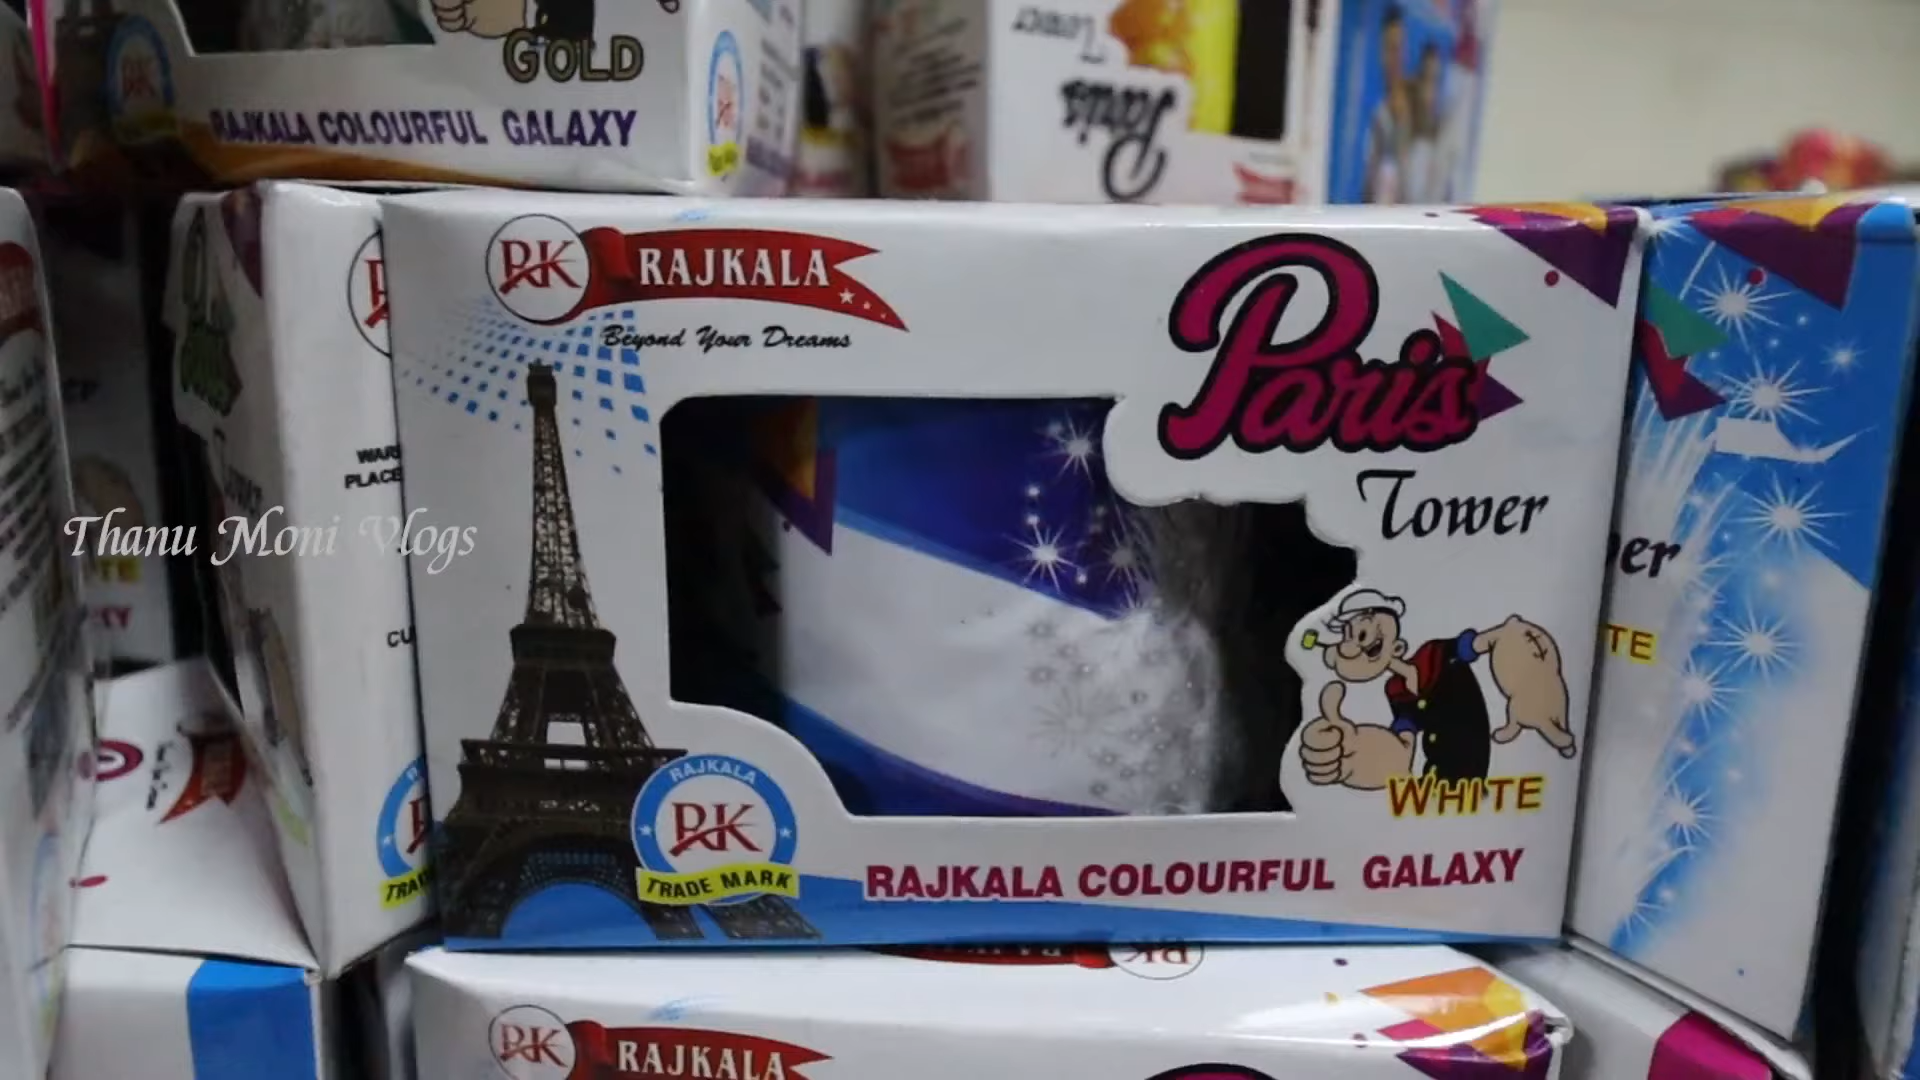 GOLD
RAJKALA COLOURFUL GALAXY
Paris
Tower
RK RAJKALA
Beyond Your Dreams
Paris
Tower
WHITE
RAJKALA
RK
TRADE MARK
RAJKALA COLOURFUL GALAXY
Thanu Moni Vlogs
RK RAJKALA